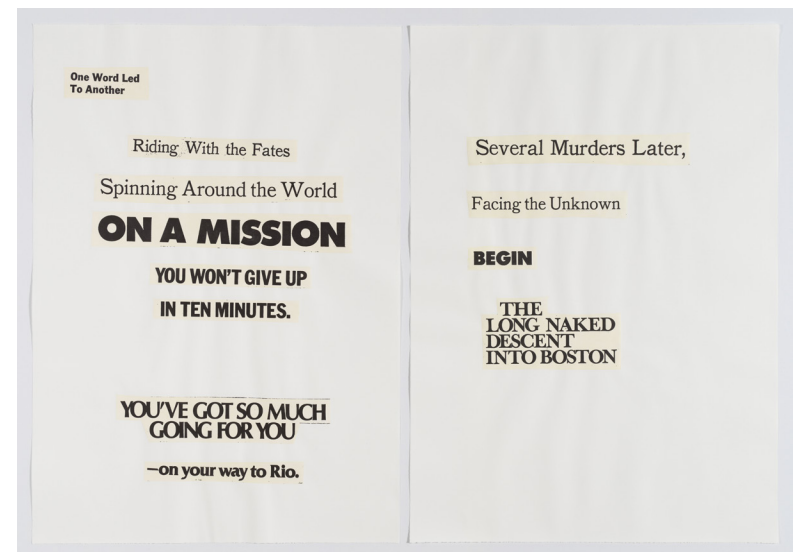 One Word Led
To Another
Riding With the Fates
Spinning Around the World
ON A MISSION
YOU WON'T GIVE UP
IN TEN MINUTES.
YOU'VE GOT SO MUCH
GOING FOR YOU
—on your way to Rio.
Several Murders Later,
Facing the Unknown
BEGIN
THE
LONG NAKED
DESCENT
INTO BOSTON